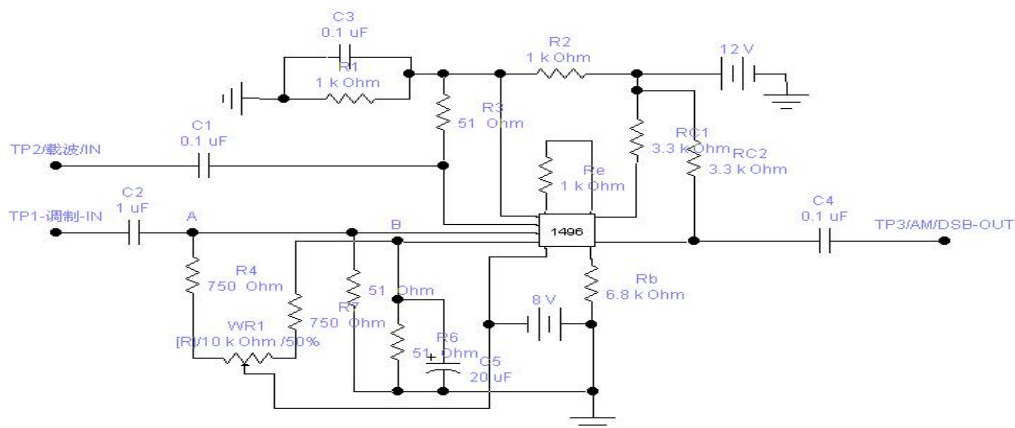 C3
0.1 uF
R1
1 k Ohm
R2
1 k Ohm
12 V
R3
51 Ohm
C1
0.1 uF
TP2/载波/IN
RC1
3.3 k Ohm
RC2
3.3 k Ohm
Re
1 k Ohm
C2
1 uF
TP1-调制-IN
A
B
1496
C4
0.1 uF
TP3/AM/DSB-OUT
R4
750 Ohm
51 Ohm
R7
750 Ohm
Rb
6.8 k Ohm
8 V
WR1
[R]/10 k Ohm /50%
R6
51 Ohm
C5
20 uF